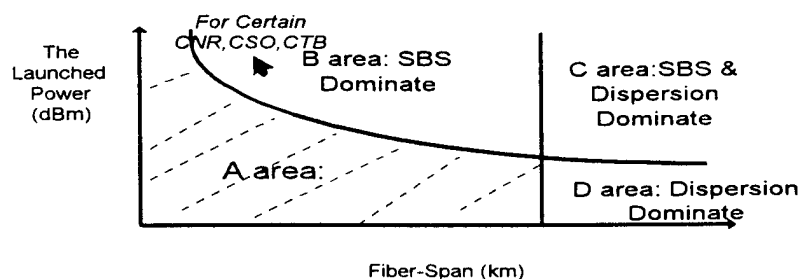 For Certain
CNR,CSO,CTB
The
Launched
Power
(dBm)
B area: SBS
Dominate
C area:SBS &
Dispersion
Dominate
A area:
D area: Dispersion
Dominate
Fiber-Span (km)